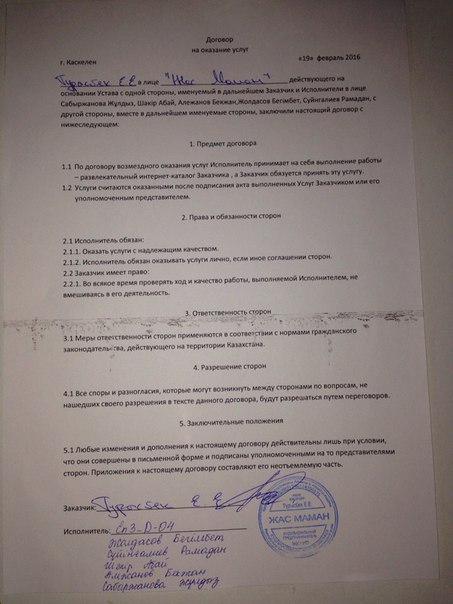 Договор
на оказание услуг
г. Каскелен «19» февраль 2016
Е Е в лице "Жас Маман" действующего на
основании Устава с одной стороны, именуемый в дальнейшем Заказчик и Исполнители в лице
Сабыржанова Жулдыз, Шакір Абай, Алежанов Бекжан,Жолдасов Бегімбет, Суйнгалиев Рамадан, с
другой стороны, вместе в дальнейшем именуемые стороны, заключили настоящий договор с
нижеследующем:
1. Предмет договора
1.1 По договору возмездного оказания услуг Исполнитель принимает на себя выполнение работы
– развлекательный интернет-каталог Заказчика , а Заказчик обязуется принять эту услугу.
1.2 Услуги считаются оказанными после подписания акта выполненных Услуг Заказчиком или его
уполномоченным представителем.
2. Права и обязанности сторон
2.1 Исполнитель обязан:
2.1.1. Оказать услуги с надлежащим качеством.
2.1.2. Исполнитель обязан оказывать услуги лично, если иное соглашении сторон.
2.2 Заказчик имеет право:
2.2.1. Во всякое время проверять ход и качество работы, выполняемой Исполнителем, не
вмешиваясь в его деятельность.
3. Ответственность сторон
3.1 Меры ответственности сторон применяются в соответствии с нормами гражданского
законодательства, действующего на территории Казахстана.
4. Разрешение сторон
4.1 Все споры и разногласия, которые могут возникнуть между сторонами по вопросам, не
нашедших своего разрешения в тексте данного договора, будут разрешаться путем переговоров.
5. Заключительные положения
5.1 Любые изменения и дополнения к настоящему договору действительны лишь при условии,
что они совершены в письменной форме и подписаны уполномоченными на то представителями
сторон. Приложения к настоящему договору составляют его неотъемлемую часть.
Заказчик: Е Е
Исполнитель: СпЗ-D-04
Жолдасов Бегімбет
Суйнгалиев Рамадан
Шәкір Абай
Алжанов Бекжан
Сабыржанова Жулдыз
ЖАС МАМАН